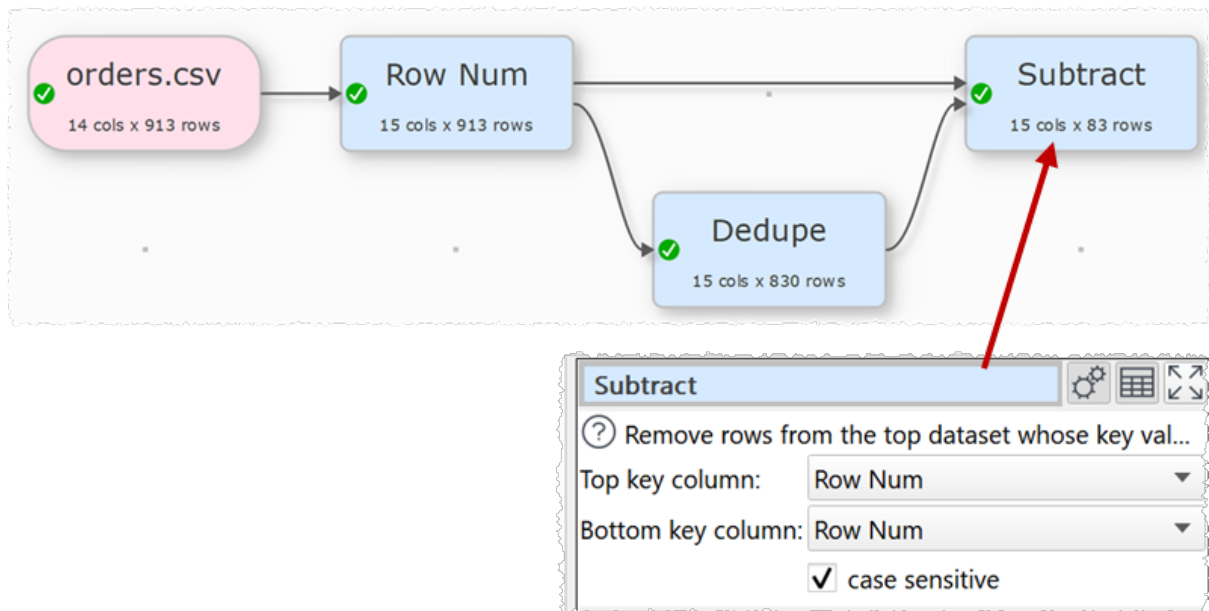 orders.csv
14 cols x 913 rows
Row Num
15 cols x 913 rows
Subtract
15 cols x 83 rows
Dedupe
15 cols x 830 rows
Subtract
? Remove rows from the top dataset whose key val...
Top key column: Row Num
Bottom key column: Row Num
case sensitive